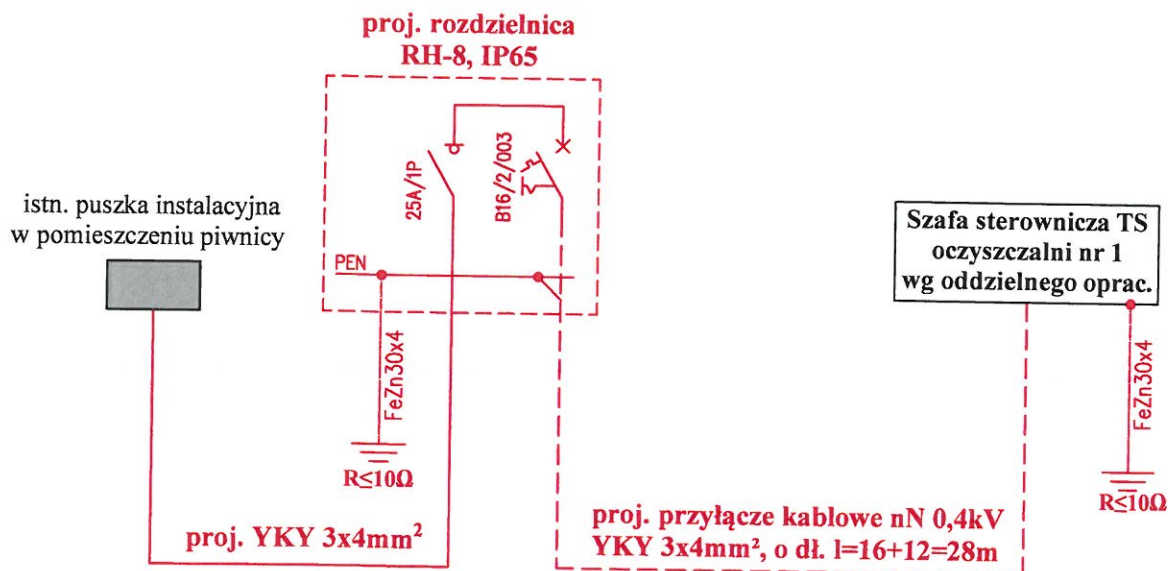 proj. rozdzielnica
RH-8, IP65
25A/1P
B16/2/003
istn. puszka instalacyjna
w pomieszczeniu piwnicy
PEN
Szafa sterownicza TS
oczyszczalni nr 1
wg oddzielnego oprac.
FeZn30x4
FeZn30x4
R≤10Ω
R≤10Ω
proj. YKY 3x4mm²
proj. przyłącze kablowe nN 0,4kV
YKY 3x4mm², o dł. l=16+12=28m